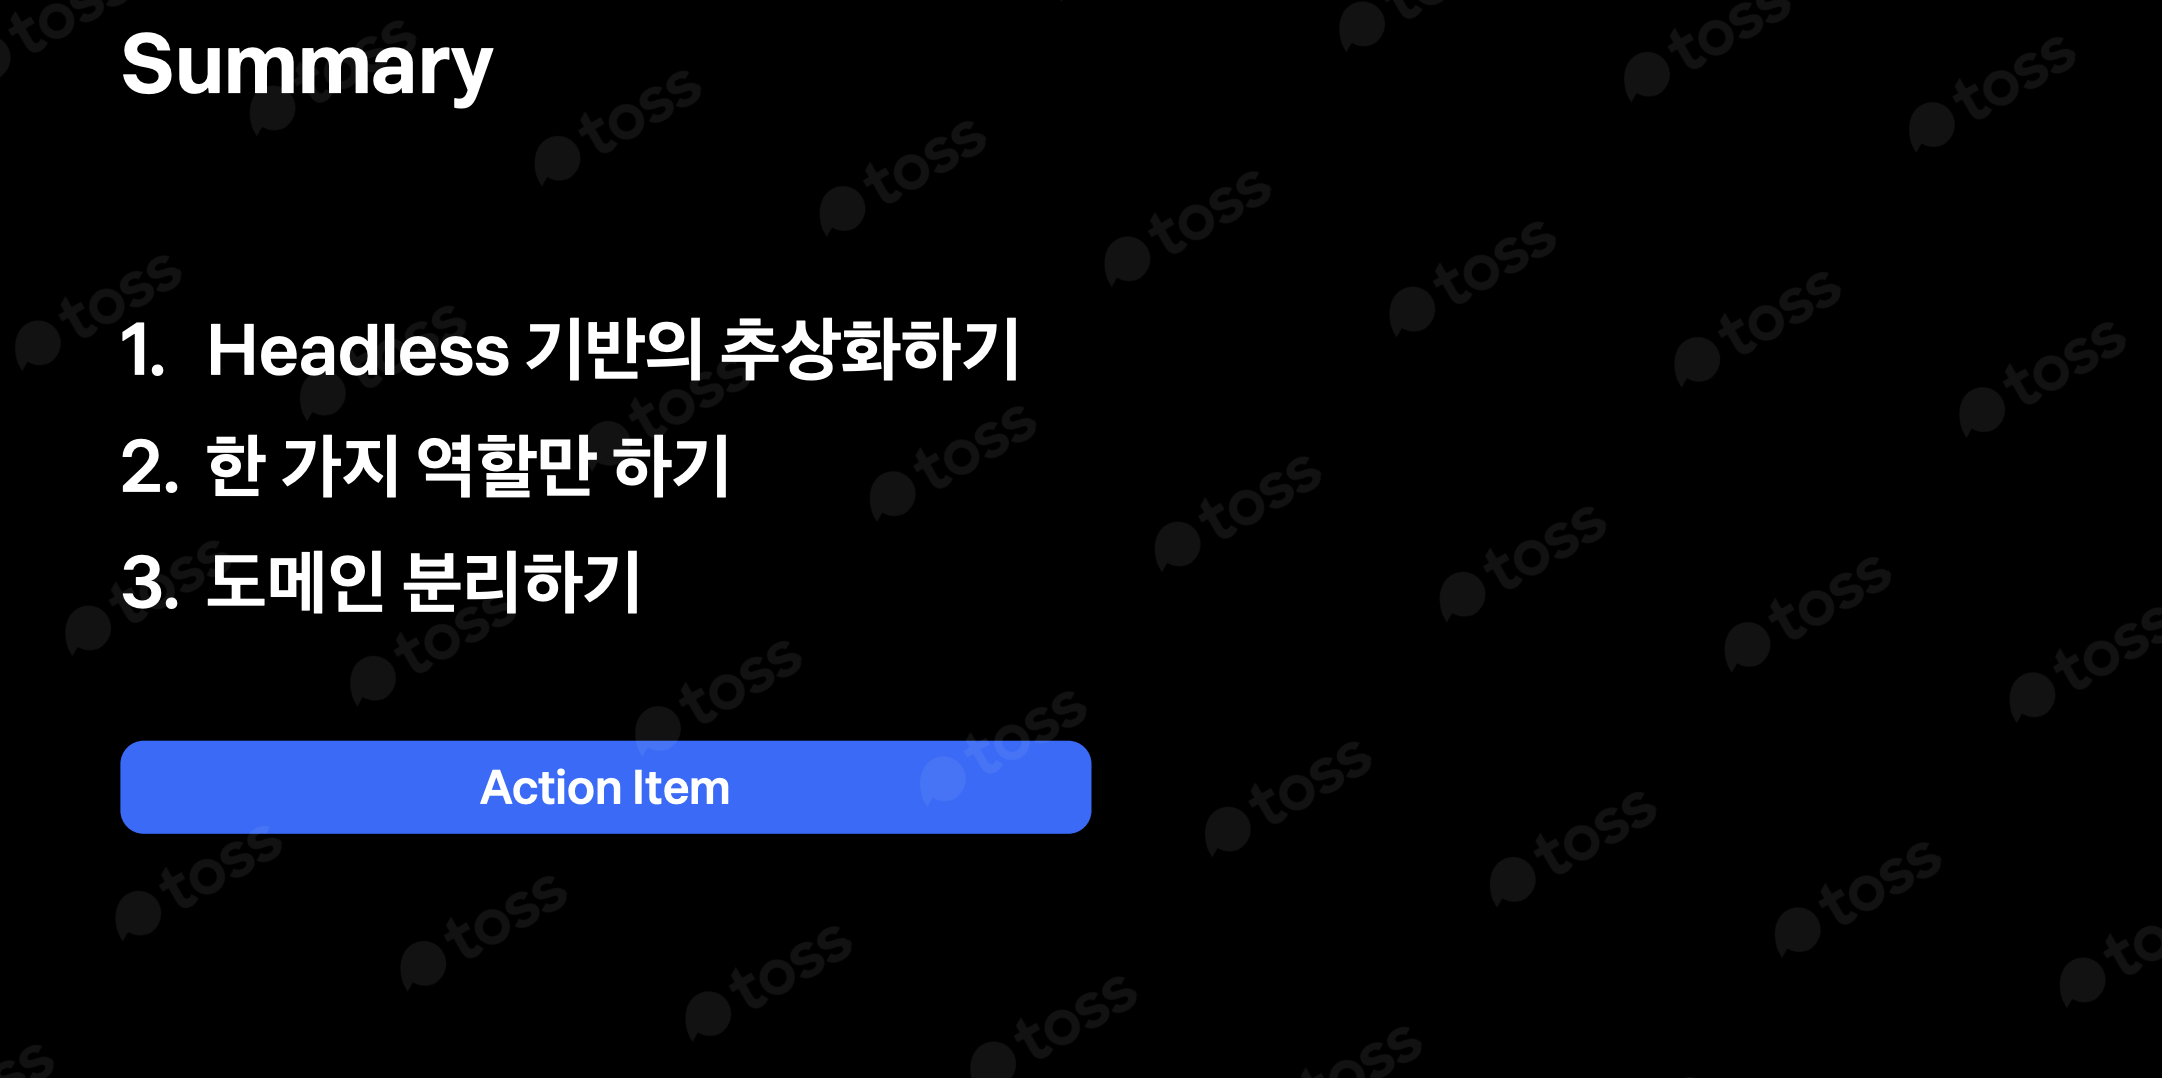 Summary
1. Headless 기반의 추상화하기
2. 한 가지 역할만 하기
3. 도메인 분리하기
Action Item
toss